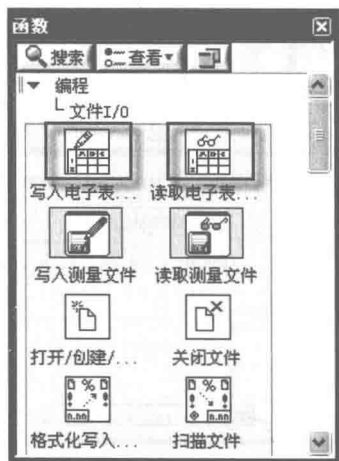 函数
搜索 查看
编程
文件I/O
写入电子表... 读取电子表...
写入测量文件 读取测量文件
打开/创建/... 关闭文件
格式化写入... 扫描文件